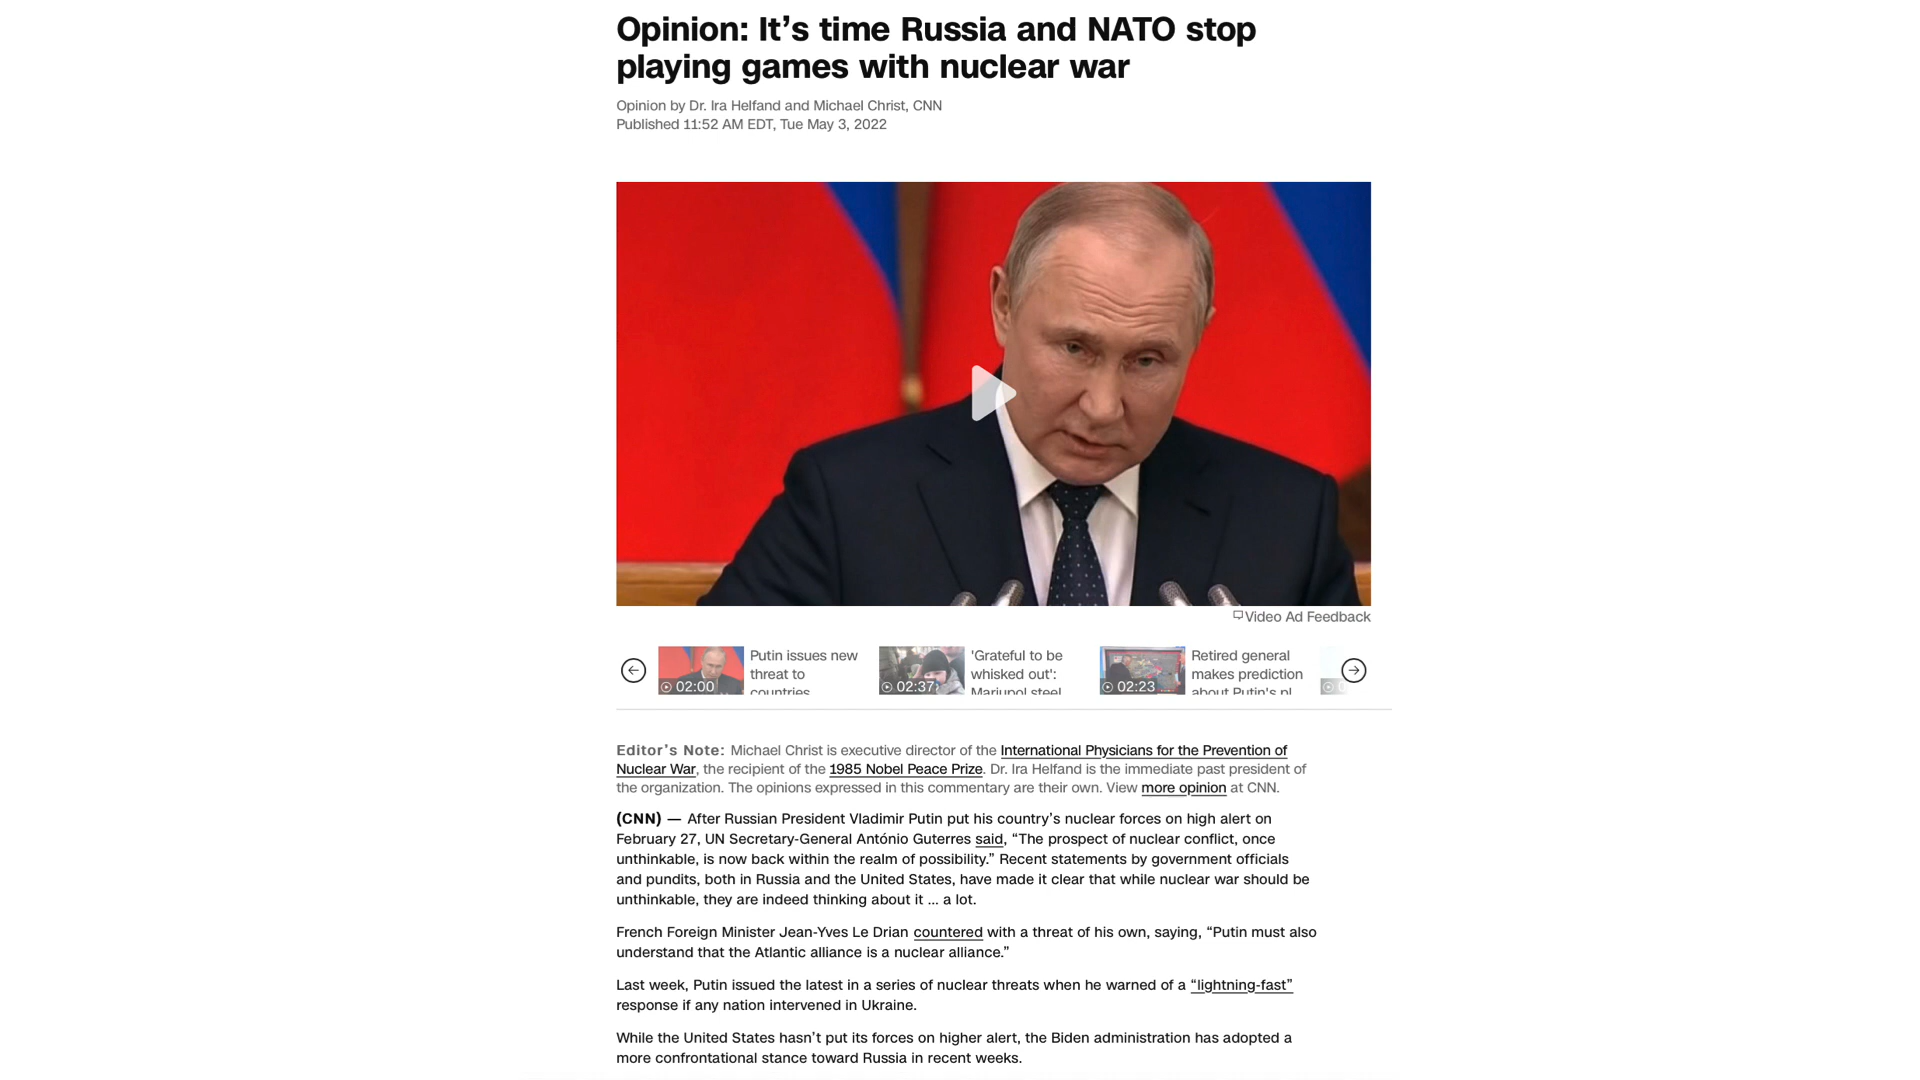 Opinion: It’s time Russia and NATO stop
playing games with nuclear war
Opinion by Dr. Ira Helfand and Michael Christ, CNN
Published 11:52 AM EDT, Tue May 3, 2022
Video Ad Feedback
02:00
Putin issues new
threat to
countries
02:37
'Grateful to be
whisked out':
Mariupol steel
02:23
Retired general
makes prediction
about Putin's pl
Editor’s Note: Michael Christ is executive director of the International Physicians for the Prevention of
Nuclear War, the recipient of the 1985 Nobel Peace Prize. Dr. Ira Helfand is the immediate past president of
the organization. The opinions expressed in this commentary are their own. View more opinion at CNN.
(CNN) — After Russian President Vladimir Putin put his country’s nuclear forces on high alert on
February 27, UN Secretary-General António Guterres said, “The prospect of nuclear conflict, once
unthinkable, is now back within the realm of possibility.” Recent statements by government officials
and pundits, both in Russia and the United States, have made it clear that while nuclear war should be
unthinkable, they are indeed thinking about it ... a lot.
French Foreign Minister Jean-Yves Le Drian countered with a threat of his own, saying, “Putin must also
understand that the Atlantic alliance is a nuclear alliance.”
Last week, Putin issued the latest in a series of nuclear threats when he warned of a “lightning-fast”
response if any nation intervened in Ukraine.
While the United States hasn’t put its forces on higher alert, the Biden administration has adopted a
more confrontational stance toward Russia in recent weeks.